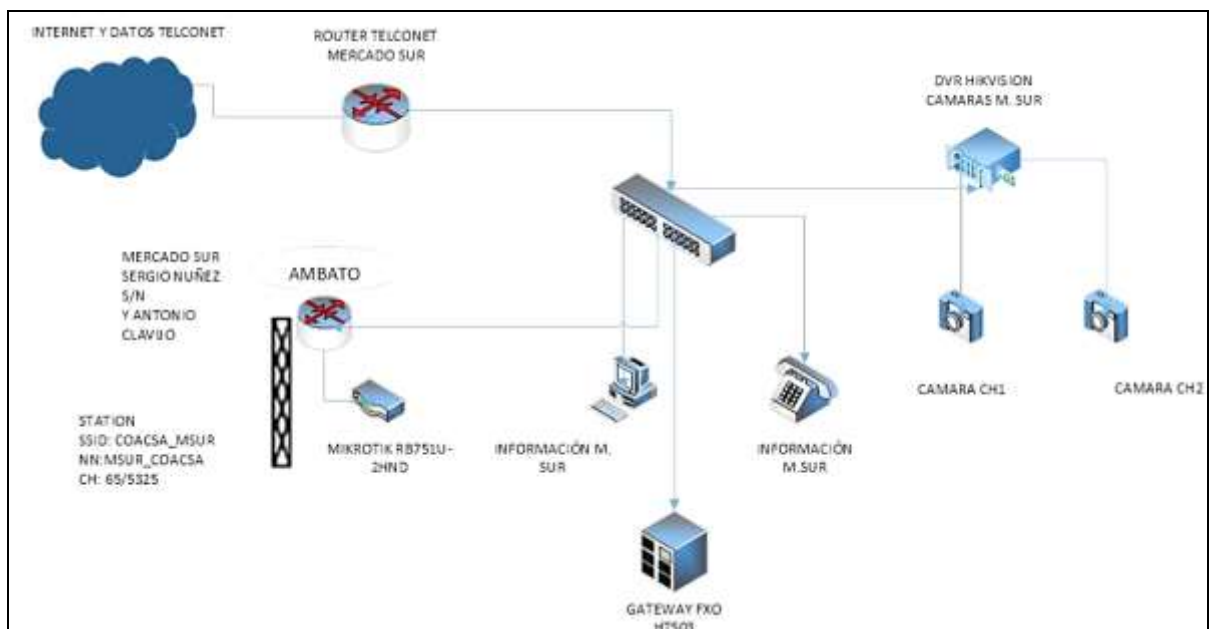 INTERNET Y DATOS TELCONET
ROUTER TELCONET
MERCADO SUR
DVR HIKVISION
CAMARAS M. SUR
MERCADO SUR
SERGIO NUÑEZ
S/N
Y ANTONIO
CLAVIJO
AMBATO
STATION
SSID: COACSA_MSUR
NN:MSUR_COACSA
CH: 65/5325
MIKROTIK RB751U-
2HND
INFORMACIÓN M.
SUR
INFORMACIÓN
M.SUR
CAMARA CH1
CAMARA CH2
GATEWAY FXO
HT503